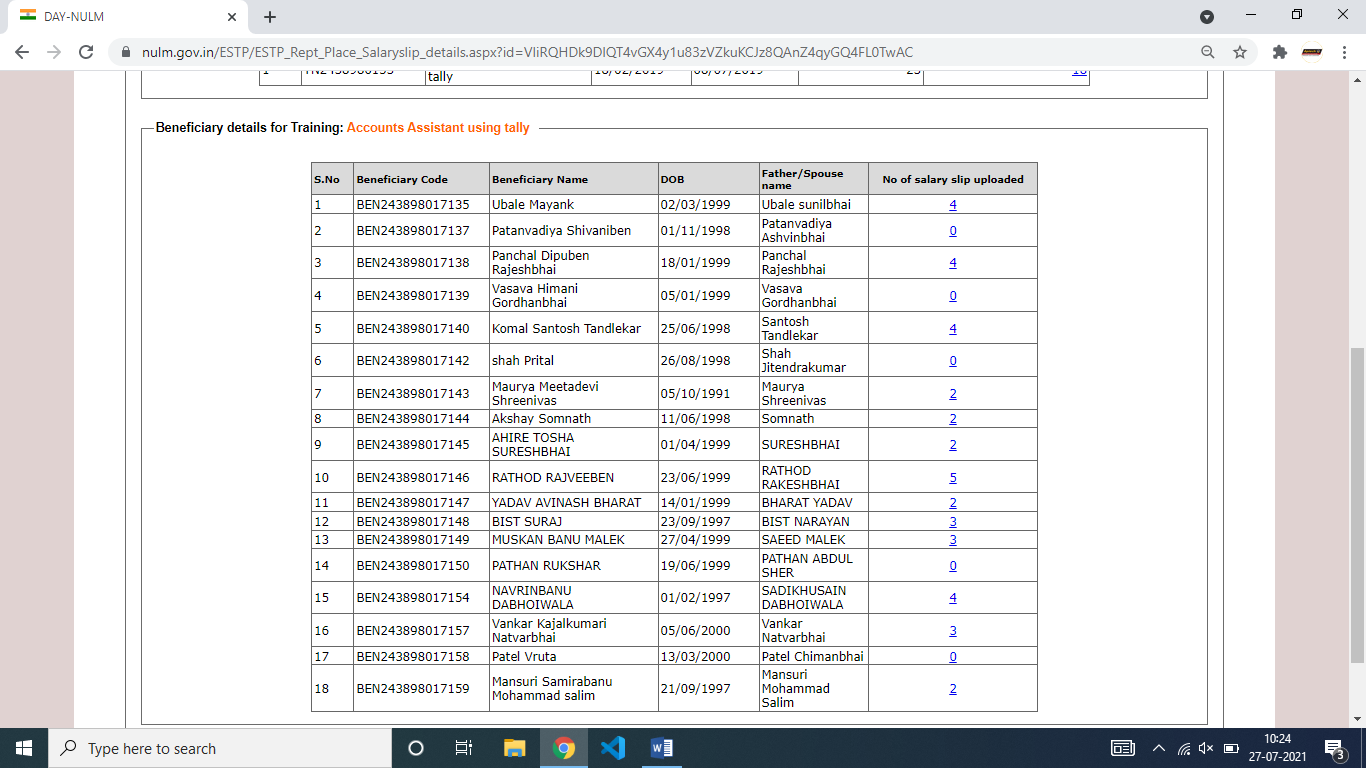 DAY-NULM
nulm.gov.in/ESTP/ESTP_Rept_Place_Salaryslip_details.aspx?id=VIiRQHDk9DlQT4vGX4y1u83zVZkuKCJz8QAnZ4qyGQ4FL0TwAC
tally
Beneficiary details for Training: Accounts Assistant using tally
S.No Beneficiary Code Beneficiary Name DOB Father/Spouse name No of salary slip uploaded
1 BEN243898017135 Ubale Mayank 02/03/1999 Ubale sunilbhai 4
2 BEN243898017137 Patanvadiya Shivaniben 01/11/1998 Patanvadiya Ashvinbhai 0
3 BEN243898017138 Panchal Dipuben Rajeshbhai 18/01/1999 Panchal Rajeshbhai 4
4 BEN243898017139 Vasava Himani Gordhanbhai 05/01/1999 Vasava Gordhanbhai 0
5 BEN243898017140 Komal Santosh Tandlekar 25/06/1998 Santosh Tandlekar 4
6 BEN243898017142 shah Prital 26/08/1998 Shah Jitendrakumar 0
7 BEN243898017143 Maurya Meetadevi Shreenivas 05/10/1991 Maurya Shreenivas 2
8 BEN243898017144 Akshay Somnath 11/06/1998 Somnath 2
9 BEN243898017145 AHIRE TOSHA SURESHBHAI 01/04/1999 SURESHBHAI 2
10 BEN243898017146 RATHOD RAJVEEBEN 23/06/1999 RATHOD RAKESHBHAI 5
11 BEN243898017147 YADAV AVINASH BHARAT 14/01/1999 BHARAT YADAV 2
12 BEN243898017148 BIST SURAJ 23/09/1997 BIST NARAYAN 3
13 BEN243898017149 MUSKAN BANU MALEK 27/04/1999 SAEED MALEK 3
14 BEN243898017150 PATHAN RUKSHAR 19/06/1999 PATHAN ABDUL SHER 0
15 BEN243898017154 NAVRINBANU DABHOIWALA 01/02/1997 SADIKHUSAIN DABHOIWALA 4
16 BEN243898017157 Vankar Kajalkumari Natvarbhai 05/06/2000 Vankar Natvarbhai 3
17 BEN243898017158 Patel Vruta 13/03/2000 Patel Chimanbhai 0
18 BEN243898017159 Mansuri Samirabanu Mohammad salim 21/09/1997 Mansuri Mohammad Salim 2
Type here to search
10:24
27-07-2021
3